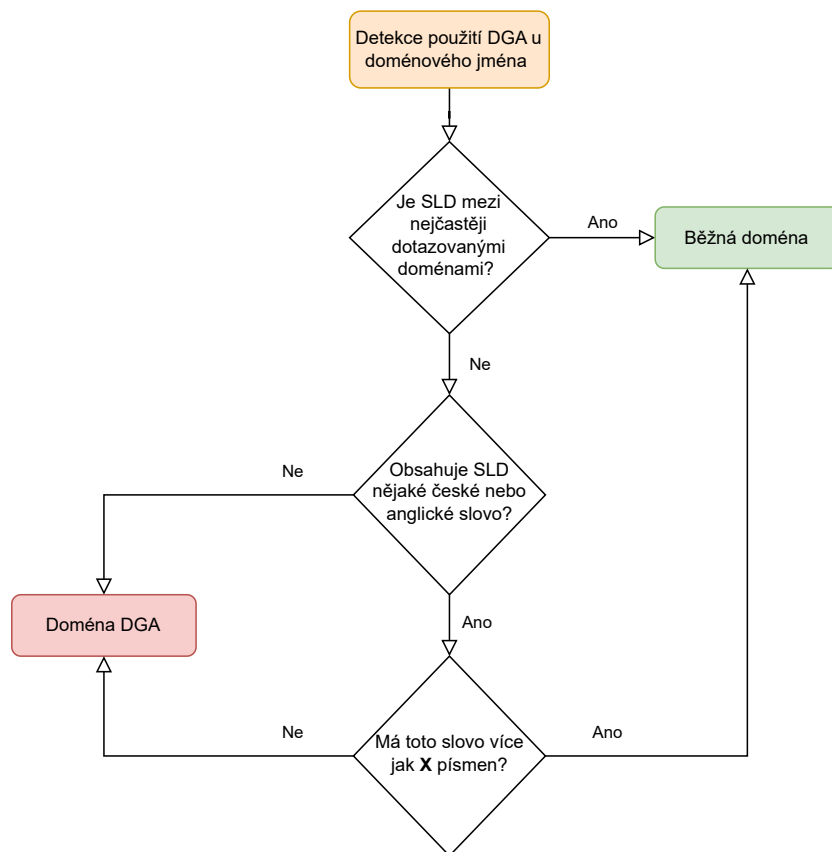 Detekce použití DGA u
doménového jména
Je SLD mezi
nejčastěji
dotazovanými
doménami?
Ano
Běžná doména
Ne
Obsahuje SLD
nějaké české nebo
anglické slovo?
Ne
Doména DGA
Ano
Má toto slovo více
jak X písmen?
Ne
Ano